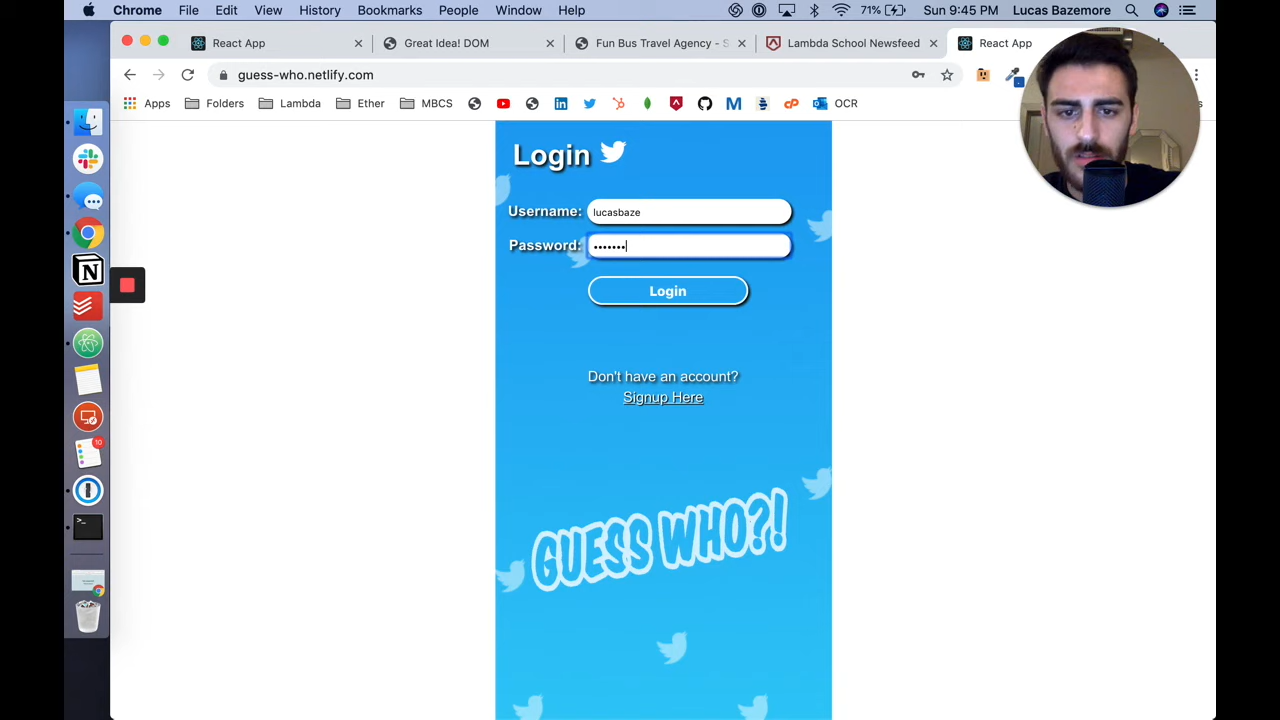 Chrome File Edit View History Bookmarks People Window Help 71% Sun 9:45 PM Lucas Bazemore
React App
Great Idea! DOM
Fun Bus Travel Agency - S
Lambda School Newsfeed
React App
guess-who.netlify.com
Apps Folders Lambda Ether MBCS OCR
Login
Username: lucasbaze
Password: •••••••
Login
Don't have an account?
Signup Here
GUESS WHO?!
10